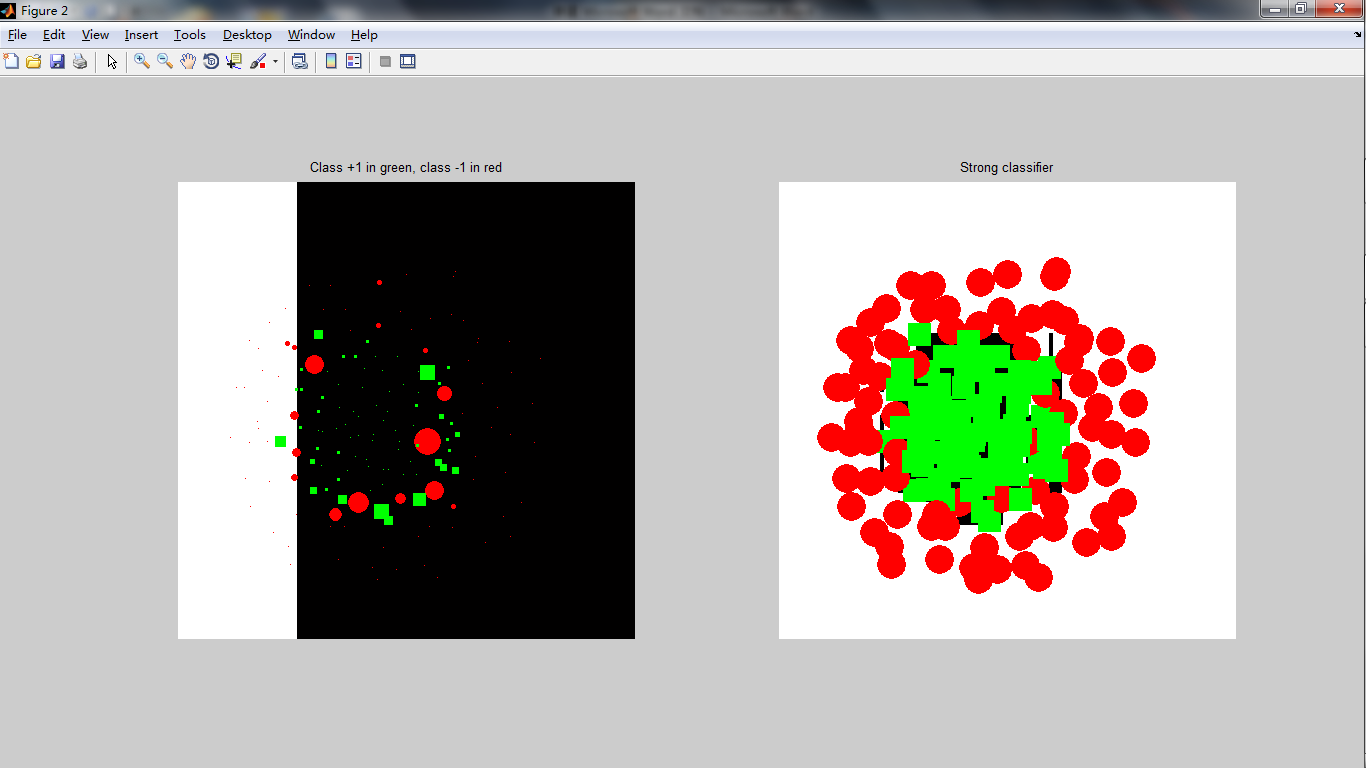 Figure 2
File Edit View Insert Tools Desktop Window Help
Class +1 in green, class -1 in red
Strong classifier